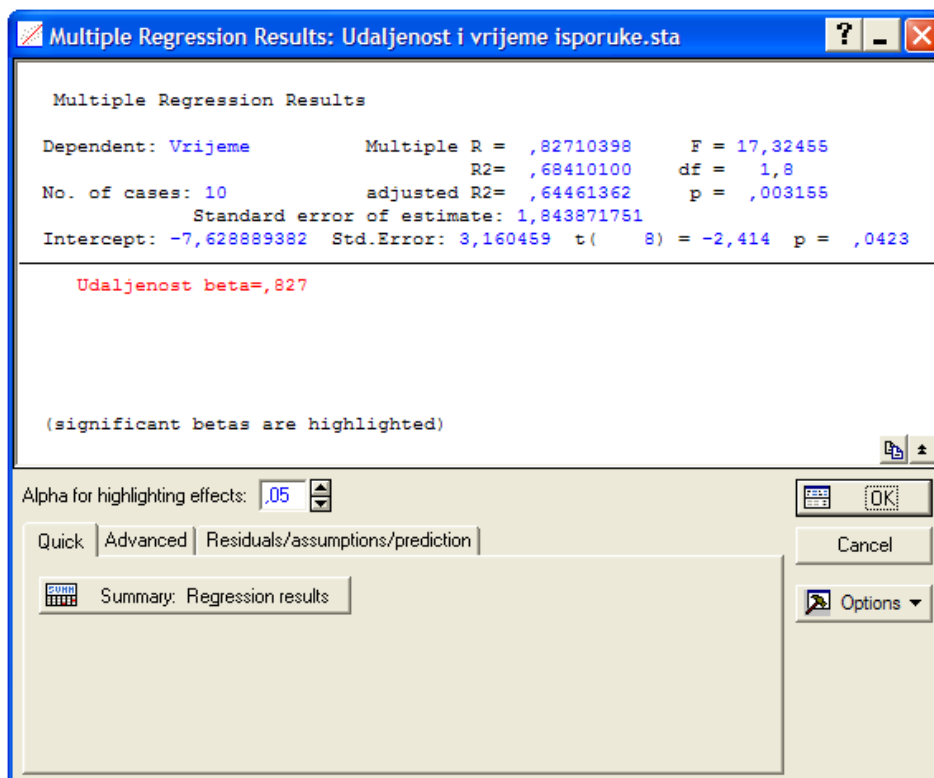 Multiple Regression Results: Udaljenost i vrijeme isporuke.sta
Multiple Regression Results
Dependent: Vrijeme Multiple R = ,82710398 F = 17,32455
R2= ,68410100 df = 1,8
No. of cases: 10 adjusted R2= ,64461362 p = ,003155
Standard error of estimate: 1,843871751
Intercept: -7,628889382 Std.Error: 3,160459 t( 8) = -2,414 p = ,0423
Udaljenost beta=,827
(significant betas are highlighted)
Alpha for highlighting effects: ,05
OK
Quick Advanced Residuals/assumptions/prediction
Cancel
SUMM Summary: Regression results
Options